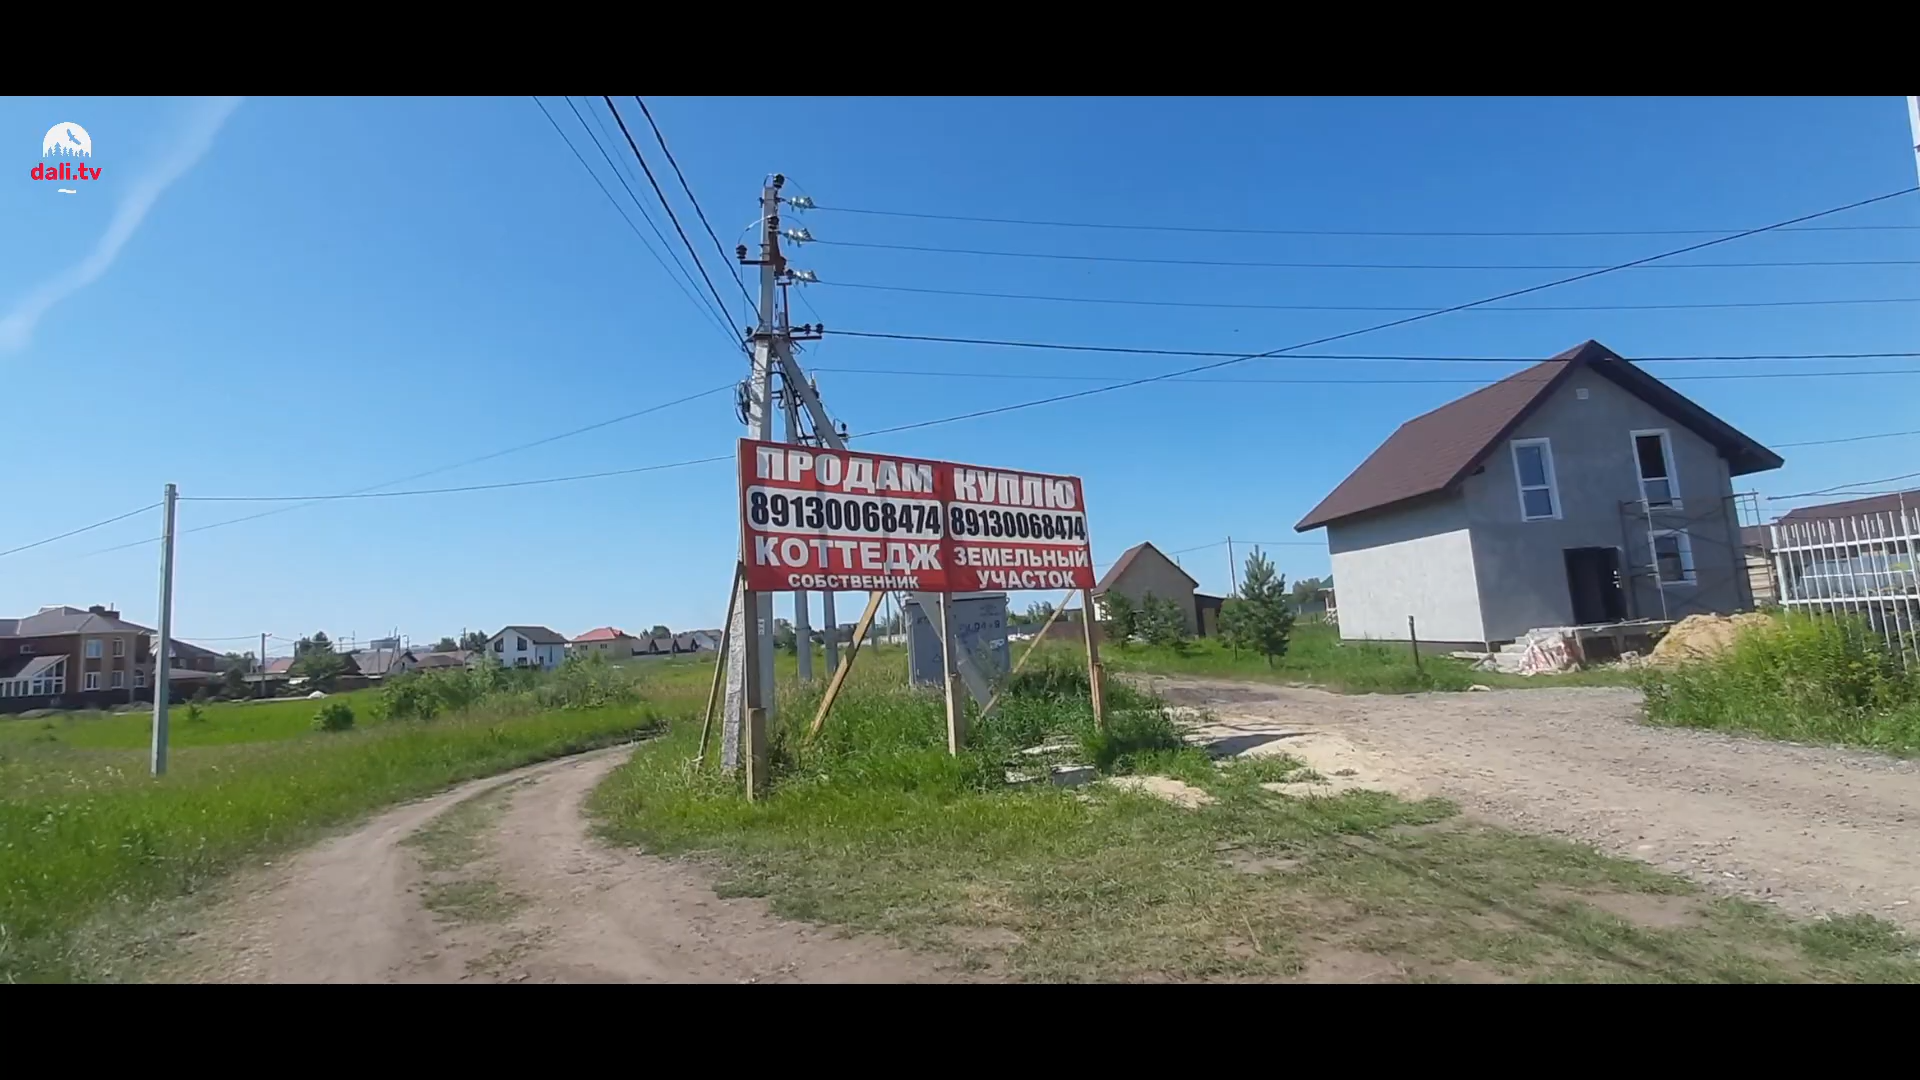 dali.tv
ПРОДАМ
89130068474
КОТТЕДЖ
СОБСТВЕННИК
КУПЛЮ
89130068474
ЗЕМЕЛЬНЫЙ
УЧАСТОК